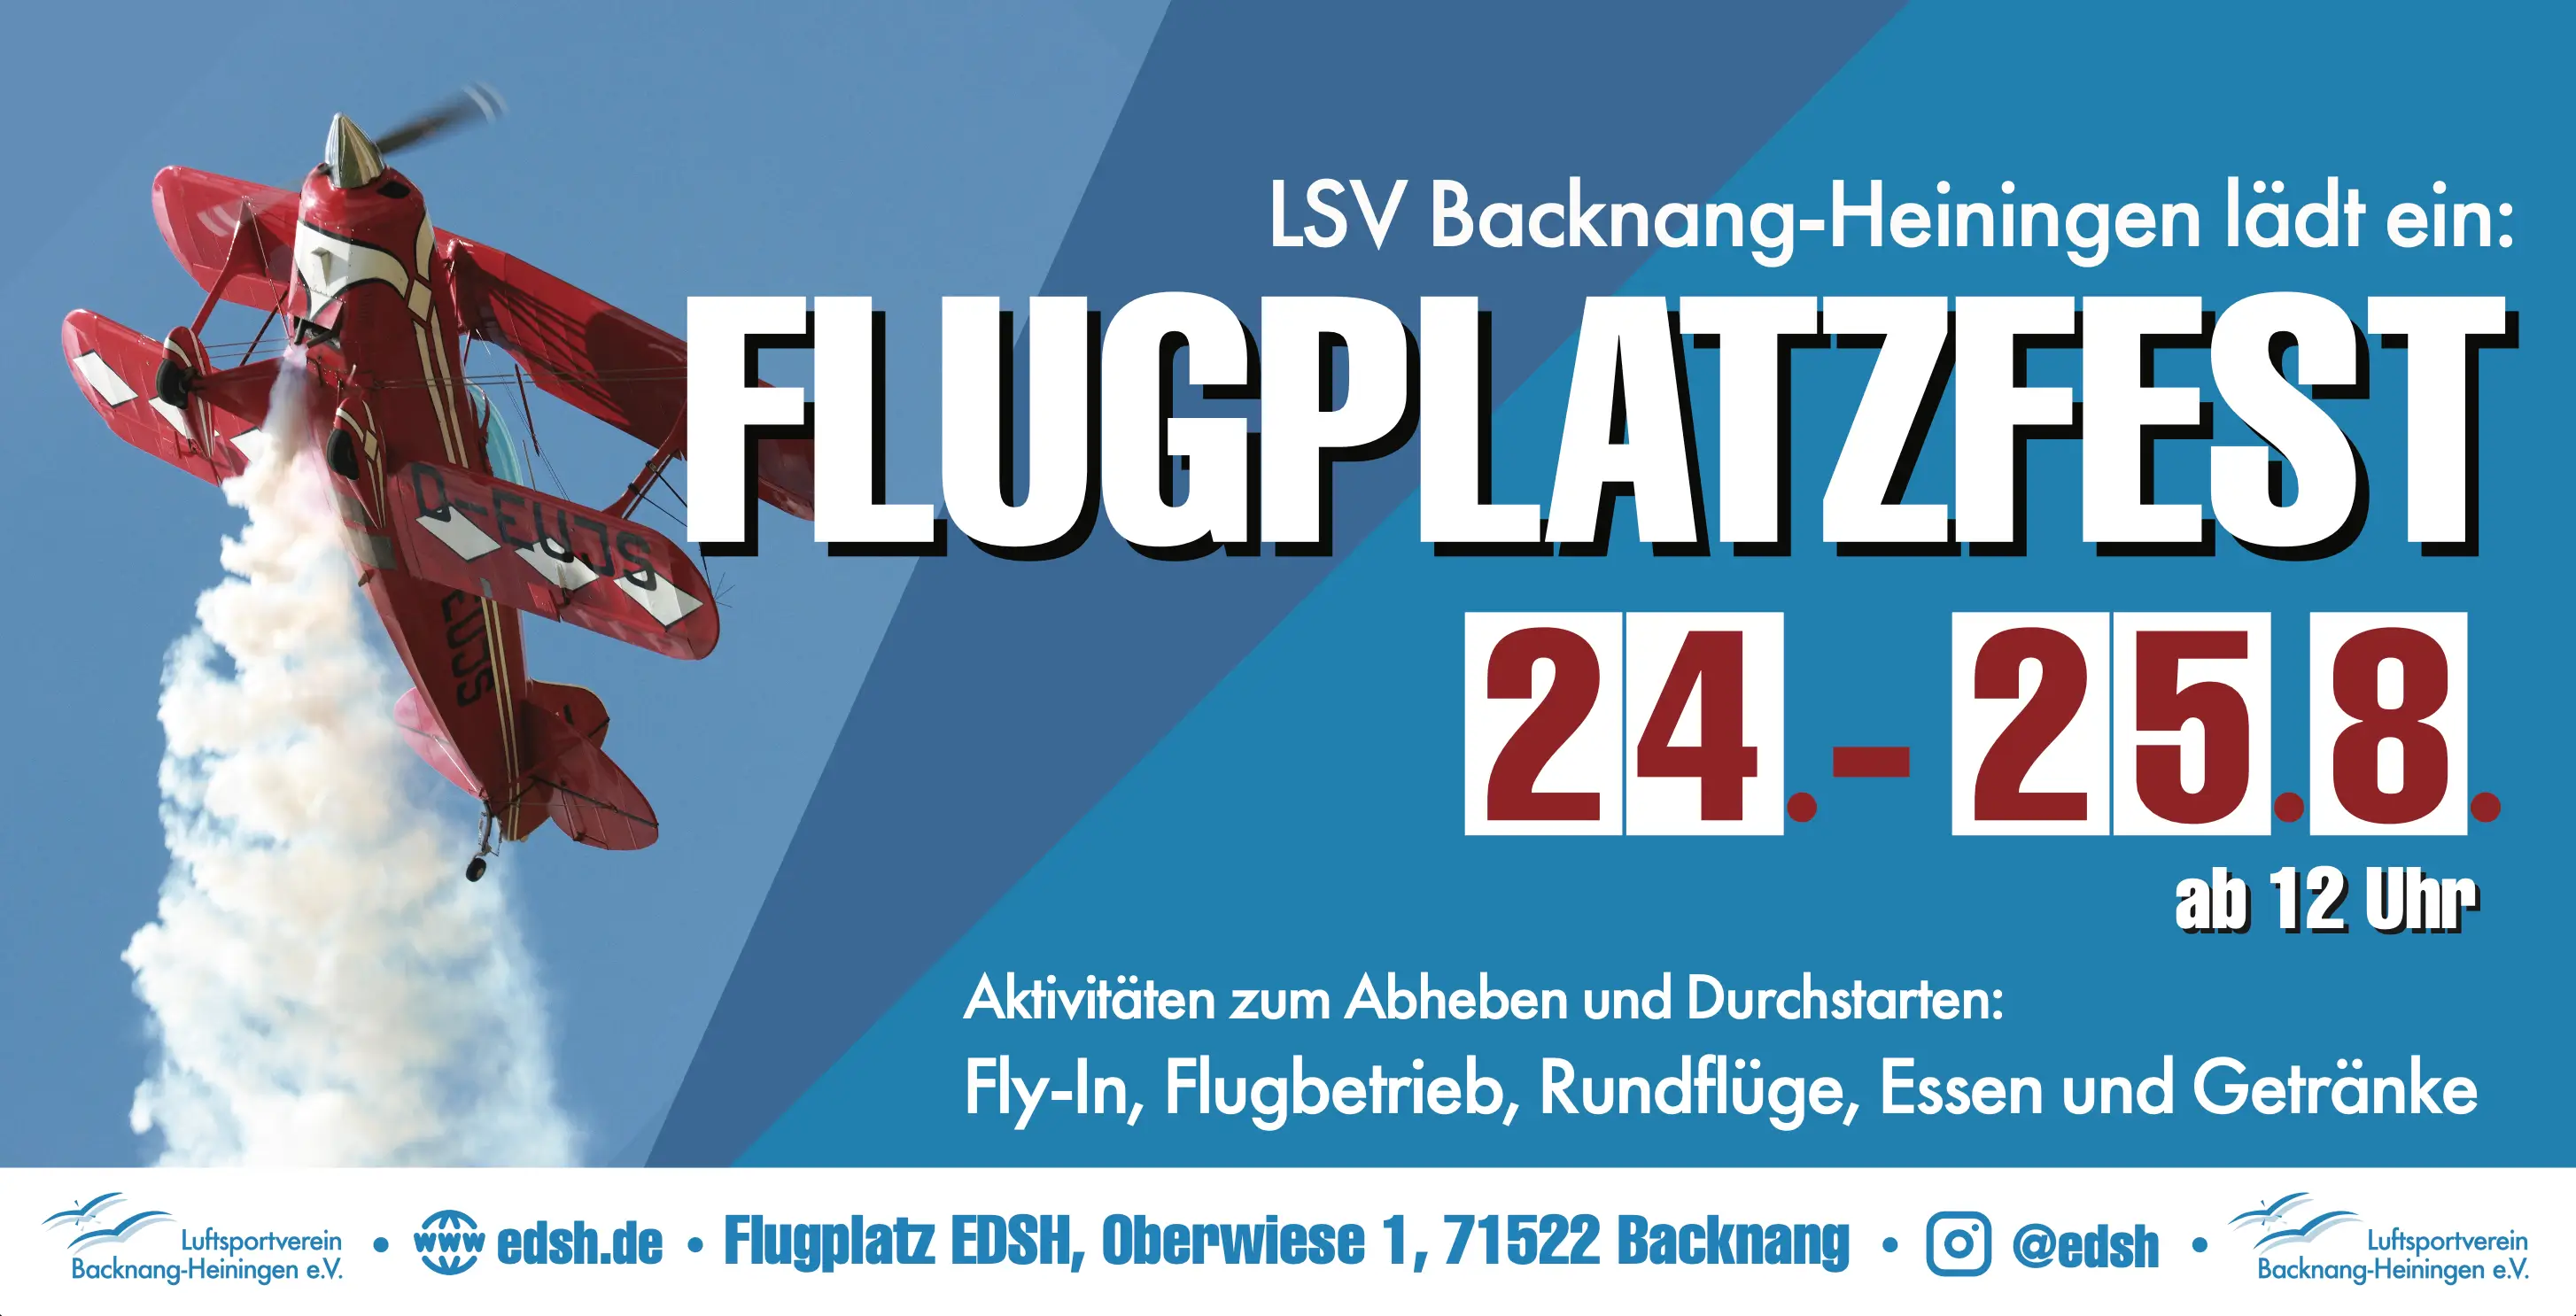 LSV Backnang-Heiningen lädt ein:
FLUGPLATZFEST
24.- 25.8.
ab 12 Uhr
D-EUJS
EUJS
Aktivitäten zum Abheben und Durchstarten:
Fly-In, Flugbetrieb, Rundflüge, Essen und Getränke
Luftsportverein
Backnang-Heiningen e.V.
• www edsh.de • Flugplatz EDSH, Oberwiese 1, 71522 Backnang • @edsh •
Luftsportverein
Backnang-Heiningen e.V.